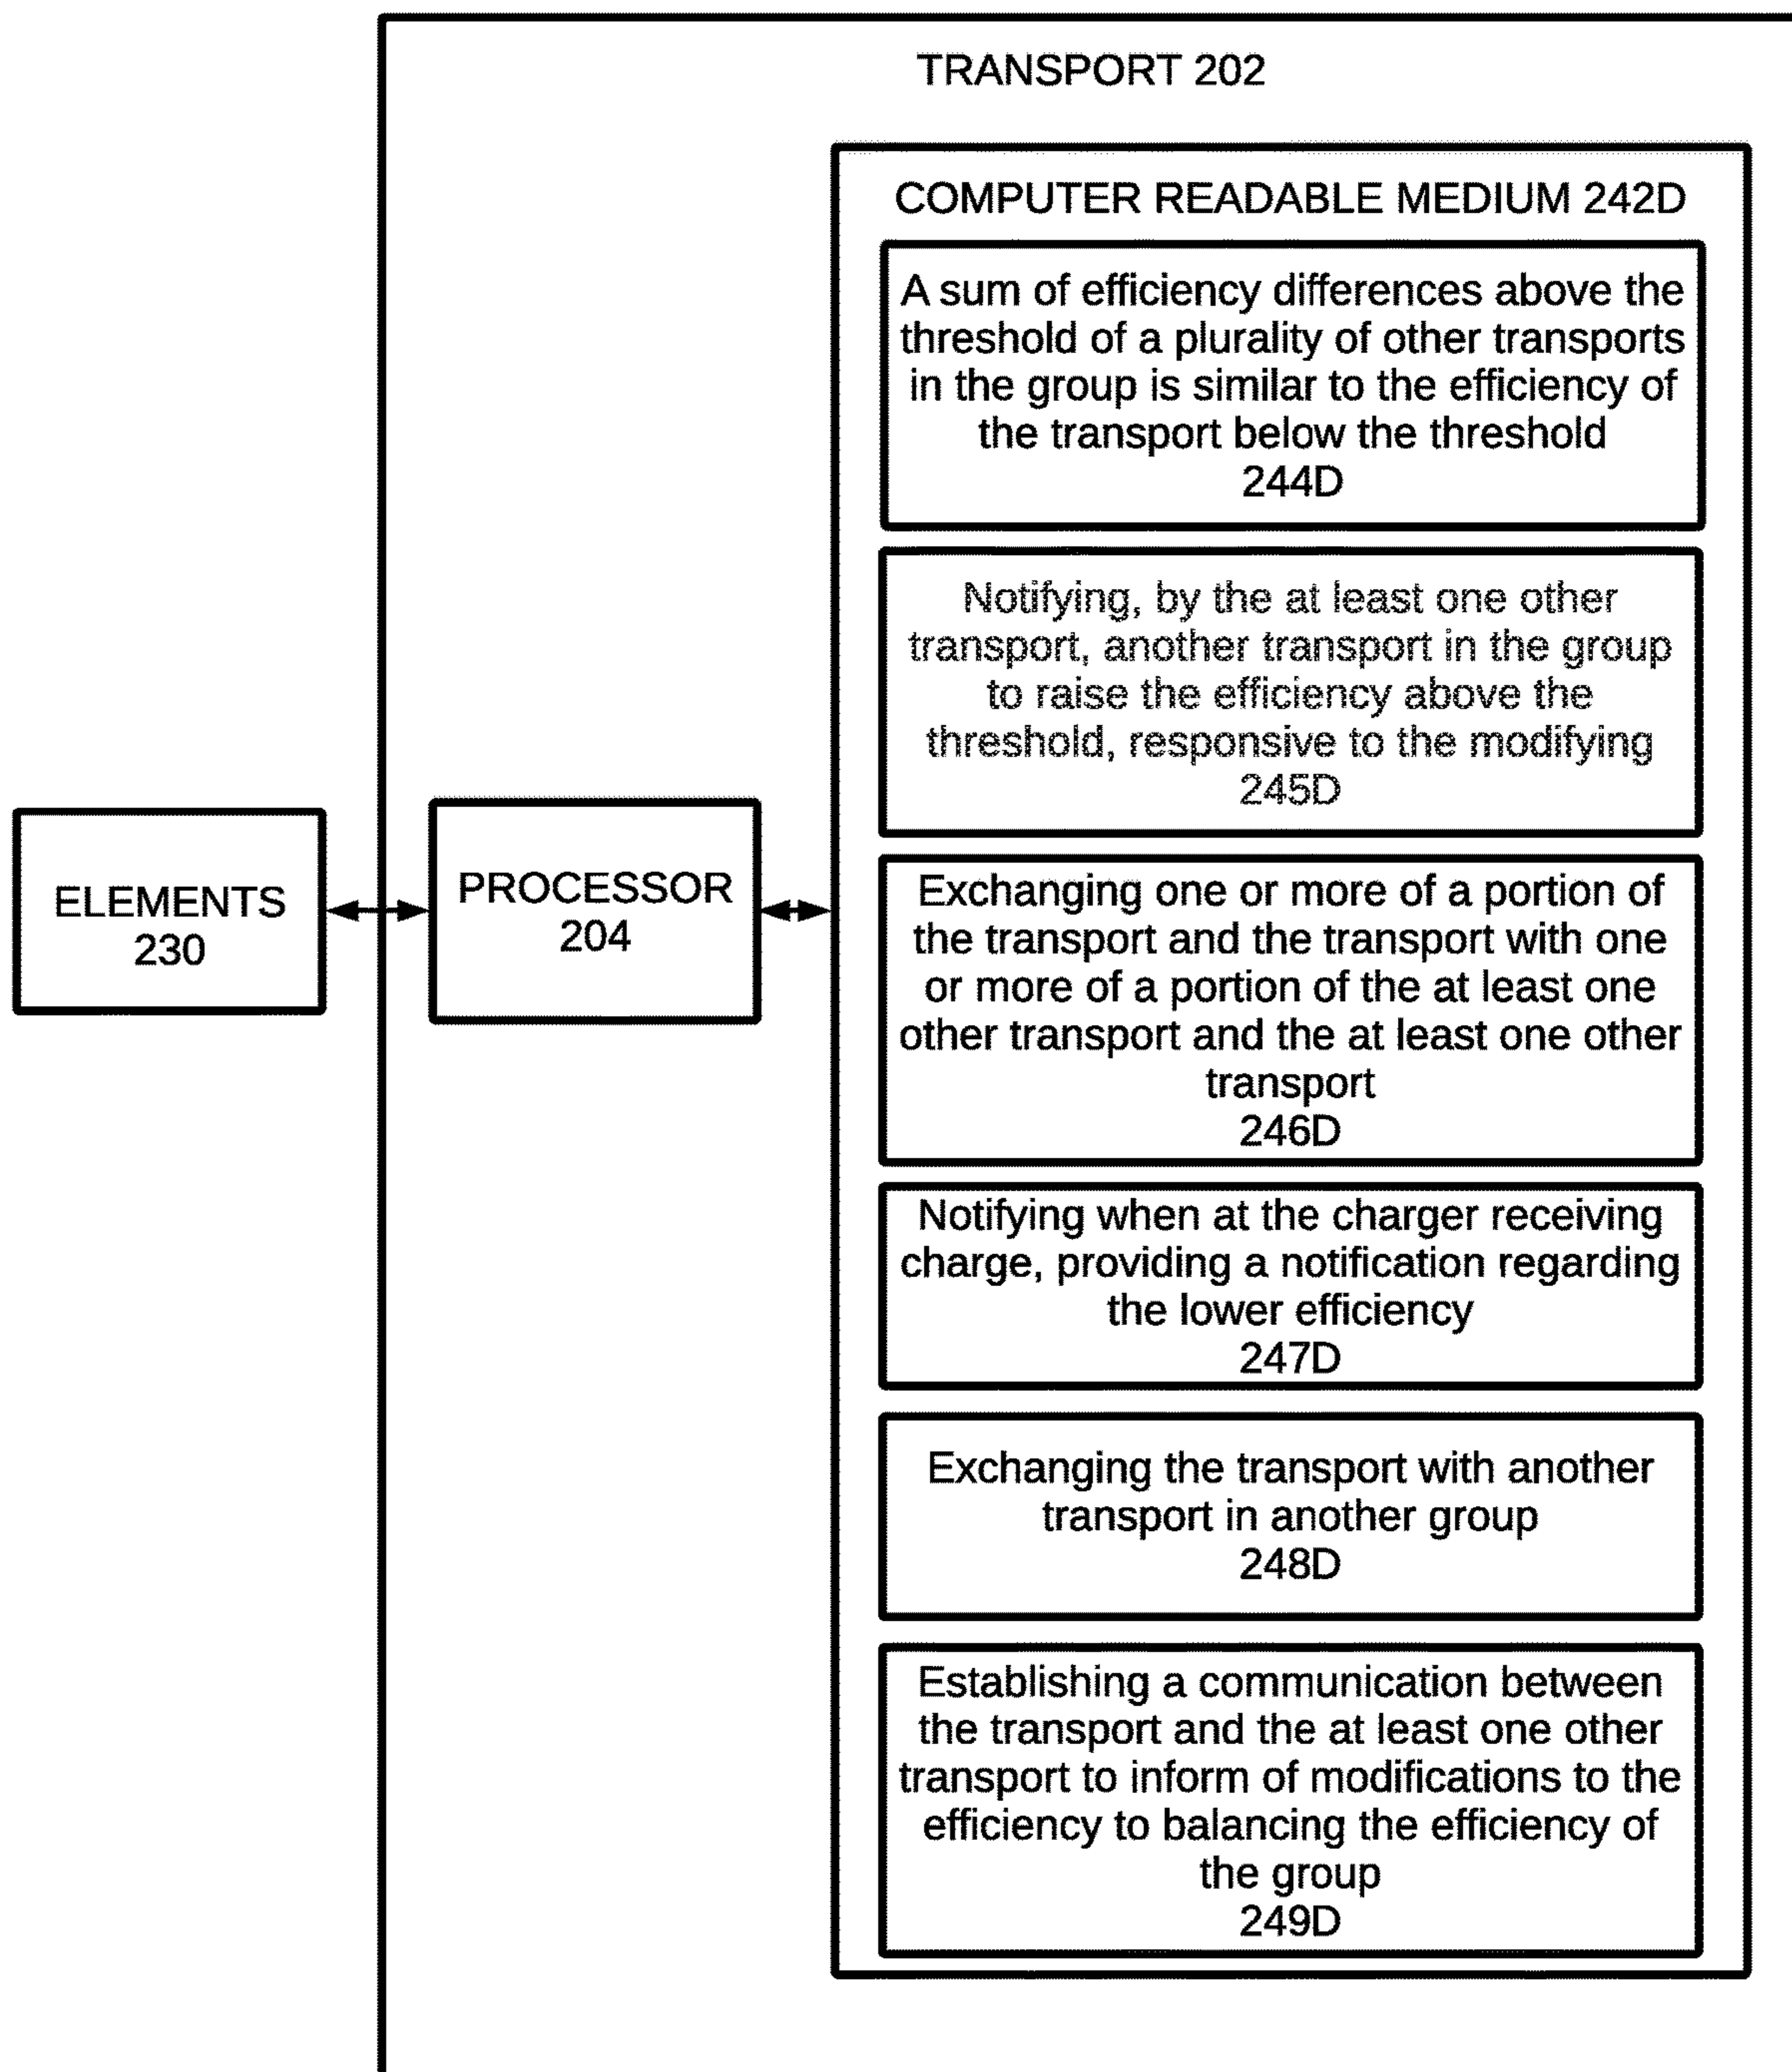 TRANSPORT 202
COMPUTER READABLE MEDIUM 242D
A sum of efficiency differences above the
threshold of a plurality of other transports
in the group is similar to the efficiency of
the transport below the threshold
244D
Notifying, by the at least one other
transport, another transport in the group
to raise the efficiency above the
threshold, responsive to the modifying
245D
ELEMENTS
230
PROCESSOR
204
Exchanging one or more of a portion of
the transport and the transport with one
or more of a portion of the at least one
other transport and the at least one other
transport
246D
Notifying when at the charger receiving
charge, providing a notification regarding
the lower efficiency
247D
Exchanging the transport with another
transport in another group
248D
Establishing a communication between
the transport and the at least one other
transport to inform of modifications to the
efficiency to balancing the efficiency of
the group
249D